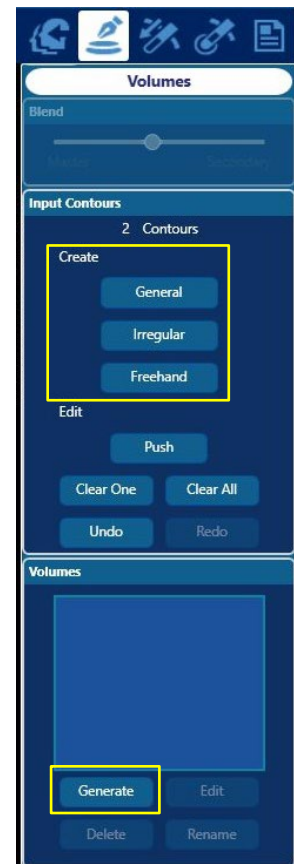 Volumes
Blend
Master Secondary
Input Contours
2 Contours
Create
General
Irregular
Freehand
Edit
Push
Clear One Clear All
Undo Redo
Volumes
Generate Edit
Delete Rename